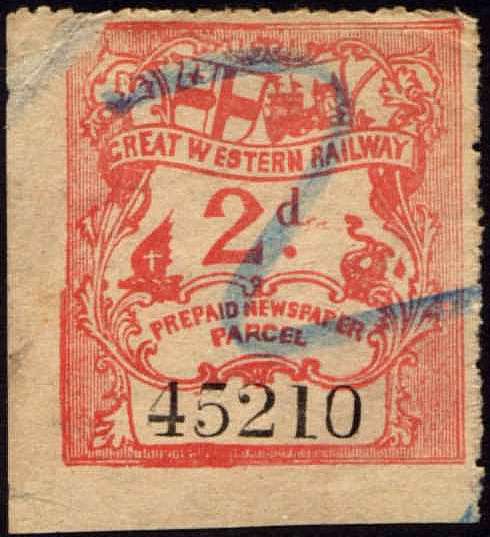 GREAT WESTERN RAILWAY
2d.
PREPAID NEWSPAPER
PARCEL
45210